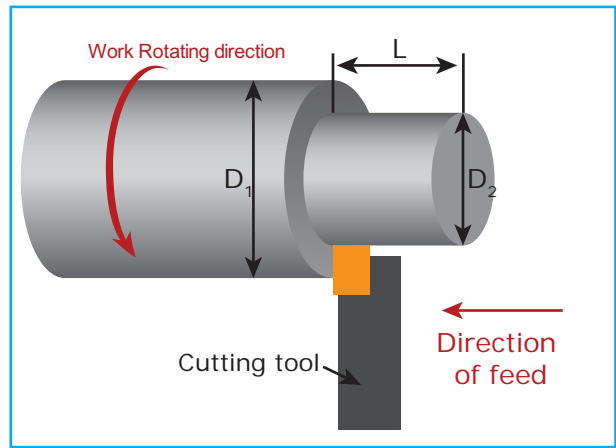 Work Rotating direction
L
D₁
D₂
Cutting tool
Direction
of feed